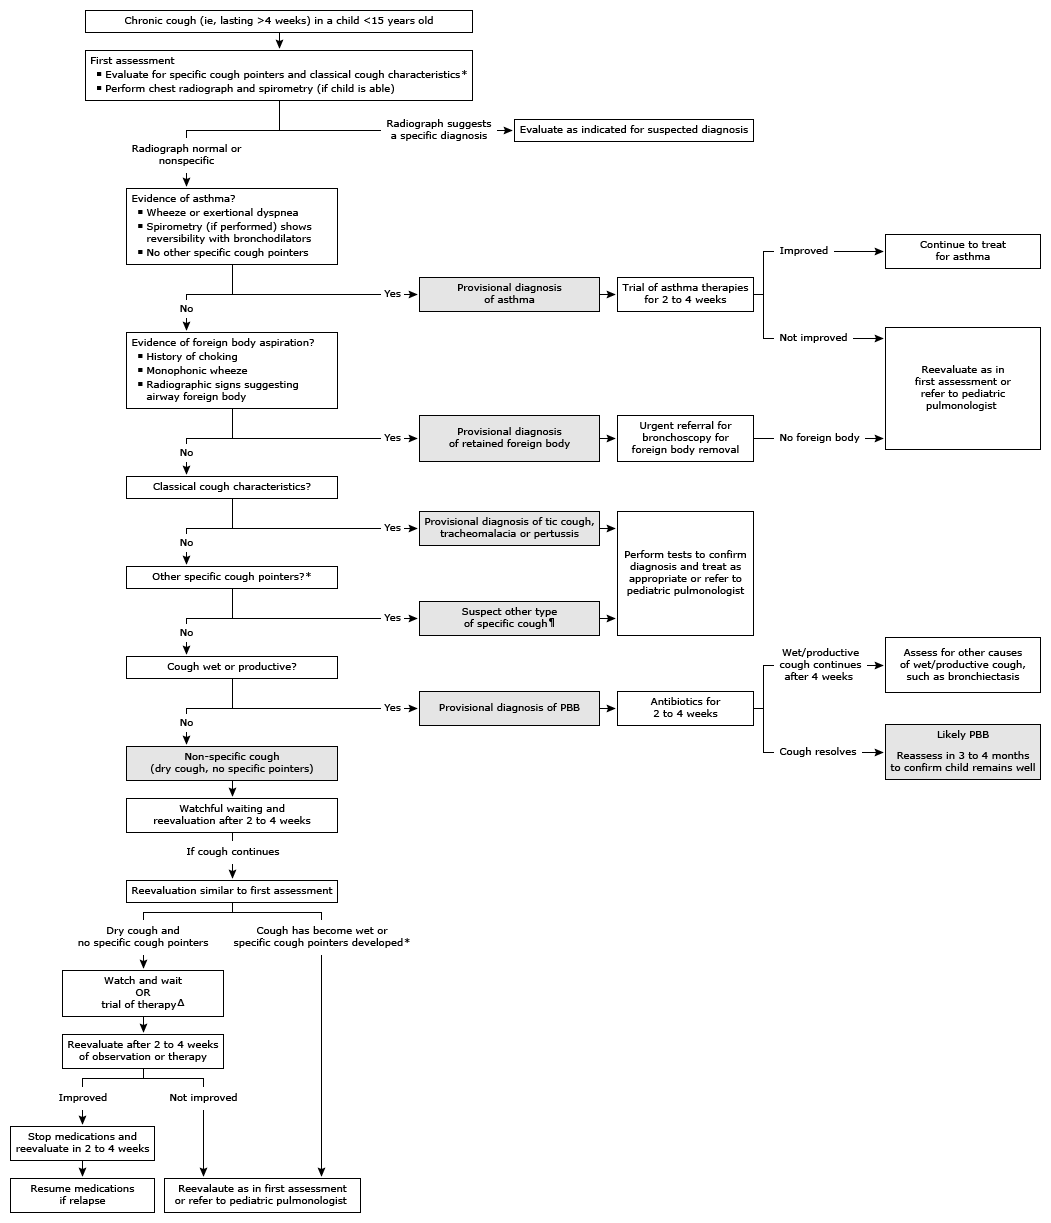 Chronic cough (ie, lasting >4 weeks) in a child <15 years old
First assessment
▪ Evaluate for specific cough pointers and classical cough characteristics*
▪ Perform chest radiograph and spirometry (if child is able)
Radiograph suggests
a specific diagnosis
Evaluate as indicated for suspected diagnosis
Radiograph normal or
nonspecific
Evidence of asthma?
▪ Wheeze or exertional dyspnea
▪ Spirometry (if performed) shows
reversibility with bronchodilators
▪ No other specific cough pointers
Yes
Provisional diagnosis
of asthma
Trial of asthma therapies
for 2 to 4 weeks
Improved
Continue to treat
for asthma
Not improved
Reevaluate as in
first assessment or
refer to pediatric
pulmonologist
No
Evidence of foreign body aspiration?
▪ History of choking
▪ Monophonic wheeze
▪ Radiographic signs suggesting
airway foreign body
Yes
Provisional diagnosis
of retained foreign body
Urgent referral for
bronchoscopy for
foreign body removal
No foreign body
No
Classical cough characteristics?
Yes
Provisional diagnosis of tic cough,
tracheomalacia or pertussis
Perform tests to confirm
diagnosis and treat as
appropriate or refer to
pediatric pulmonologist
No
Other specific cough pointers?*
Yes
Suspect other type
of specific cough¶
No
Cough wet or productive?
Yes
Provisional diagnosis of PBB
Antibiotics for
2 to 4 weeks
Wet/productive
cough continues
after 4 weeks
Assess for other causes
of wet/productive cough,
such as bronchiectasis
Cough resolves
Likely PBB
Reassess in 3 to 4 months
to confirm child remains well
No
Non-specific cough
(dry cough, no specific pointers)
Watchful waiting and
reevaluation after 2 to 4 weeks
If cough continues
Reevaluation similar to first assessment
Dry cough and
no specific cough pointers
Cough has become wet or
specific cough pointers developed*
Watch and wait
OR
trial of therapyΔ
Reevaluate after 2 to 4 weeks
of observation or therapy
Improved
Not improved
Stop medications and
reevaluate in 2 to 4 weeks
Resume medications
if relapse
Reevalaute as in first assessment
or refer to pediatric pulmonologist